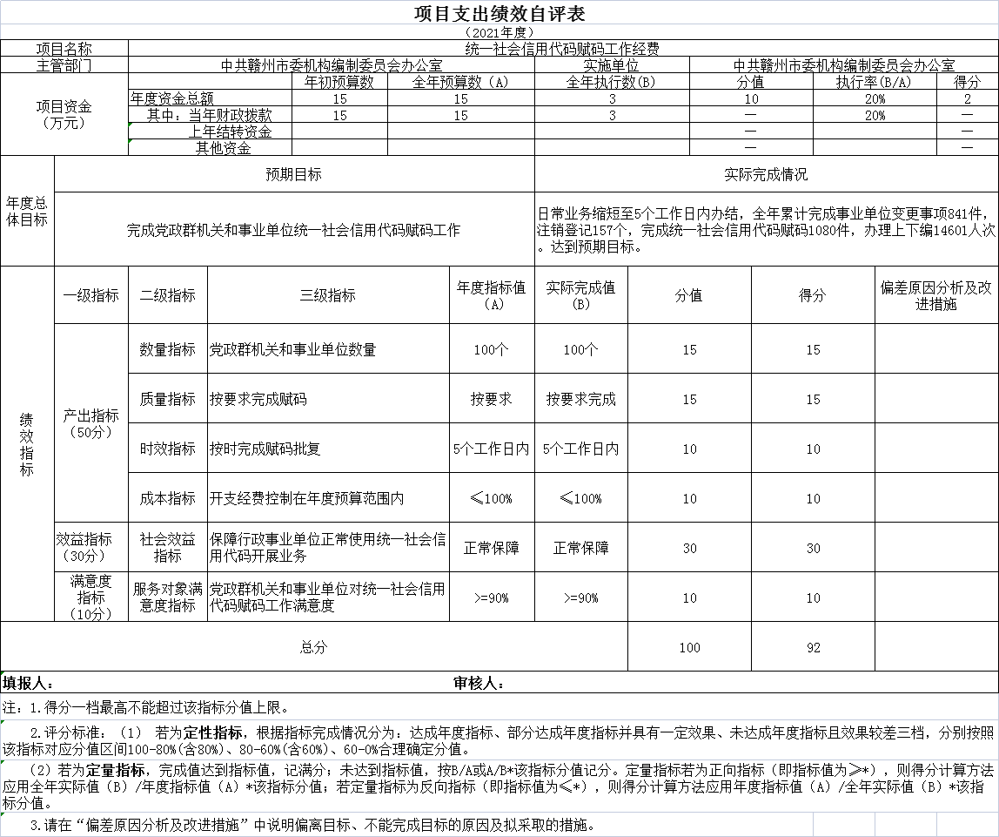 项目支出绩效自评表
（2021年度）
项目名称 统一社会信用代码赋码工作经费
主管部门 中共赣州市委机构编制委员会办公室 实施单位 中共赣州市委机构编制委员会办公室
项目资金
（万元）
年初预算数 全年预算数（A） 全年执行数(B) 分值 执行率(B/A) 得分
年度资金总额 15 15 3 10 20% 2
其中：当年财政拨款 15 15 3 — 20% —
上年结转资金 — —
其他资金 — —
年度总
体目标
预期目标 实际完成情况
完成党政群机关和事业单位统一社会信用代码赋码工作
日常业务缩短至5个工作日内办结，全年累计完成事业单位变更事项841件，
注销登记157个，完成统一社会信用代码赋码1080件，办理上下编14601人次
。达到预期目标。
绩
效
指
标
一级指标 二级指标 三级指标 年度指标值
（A） 实际完成值
(B) 分值 得分 偏差原因分析及改
进措施
产出指标
（50分）
数量指标 党政群机关和事业单位数量 100个 100个 15 15
质量指标 按要求完成赋码 按要求 按要求完成 15 15
时效指标 按时完成赋码批复 5个工作日内 5个工作日内 10 10
成本指标 开支经费控制在年度预算范围内 ≤100% ≤100% 10 10
效益指标
（30分）
社会效益
指标
保障行政事业单位正常使用统一社会信
用代码开展业务
正常保障 正常保障 30 30
满意度
指标
（10分）
服务对象满
意度指标
党政群机关和事业单位对统一社会信用
代码赋码工作满意度
>=90% >=90% 10 10
总分 100 92
填报人： 审核人：
注：1.得分一档最高不能超过该指标分值上限。
2.评分标准：（1） 若为定性指标，根据指标完成情况分为：达成年度指标、部分达成年度指标并具有一定效果、未达成年度指标且效果较差三档，分别按照
该指标对应分值区间100-80%(含80%)、80-60%(含60%)、60-0%合理确定分值。
（2）若为定量指标，完成值达到指标值，记满分；未达到指标值，按B/A或A/B*该指标分值记分。定量指标若为正向指标（即指标值为≥*），则得分计算方法
应用全年实际值（B）/年度指标值（A）*该指标分值；若定量指标为反向指标（即指标值为≤*），则得分计算方法应用年度指标值（A）/全年实际值（B）*该指
标分值。
3.请在“偏差原因分析及改进措施”中说明偏离目标、不能完成目标的原因及拟采取的措施。